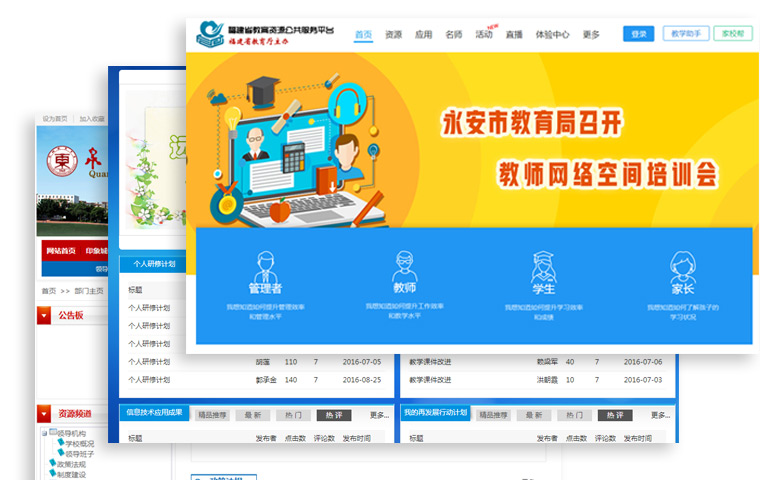 福建省教育资源公共服务平台
福建省教育厅主办
首页 资源 应用 名师 活动 NEW 直播 体验中心 更多 登录 教学助手 家校帮
永安市教育局召开
教师网络空间培训会
管理者 教师 学生 家长
我想知道如何提升管理效率
和管理水平
我想知道如何提升工作效率
和教学水平
我想知道如何提升学习效率
和成绩
我想知道如何了解孩子的
学习状况
个人研修计划
标题
个人研修计划
个人研修计划
个人研修计划
个人研修计划 胡莲 110 7 2016-07-05
个人研修计划 郭承金 140 7 2016-08-25
教学课件改进 赖梁军 40 7 2016-07-06
教学课件改进 洪朝霞 10 7 2016-07-03
信息技术应用成果 精品推荐 最 新 热 门 热 评 更多...
标题 发布者 点击数 评论数 发布时间
我的再发展行动计划 精品推荐 最 新 热 门 热 评 更多...
标题 发布者 点击数 评论数 发布时间
设为首页 | 加入收藏
泉
Quan
网站首页 印象
领导
首页 >> 部门主页
公告板
资源频道
领导机构
学校概况
领导班子
政策法规
制度建设